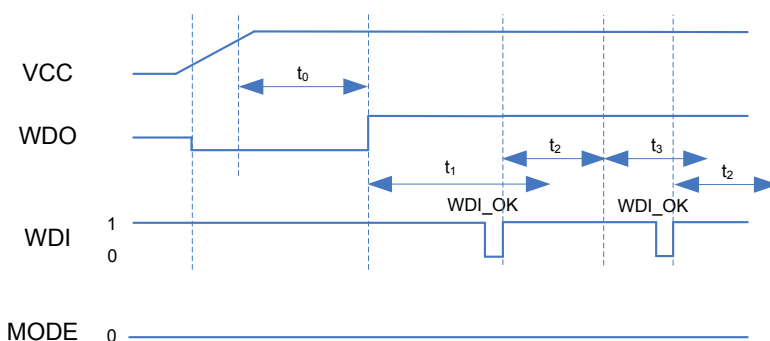 VCC
t₀
WDO
t₂
t₃
t₁
t₂
WDI_OK
WDI_OK
WDI
1
0
MODE
0